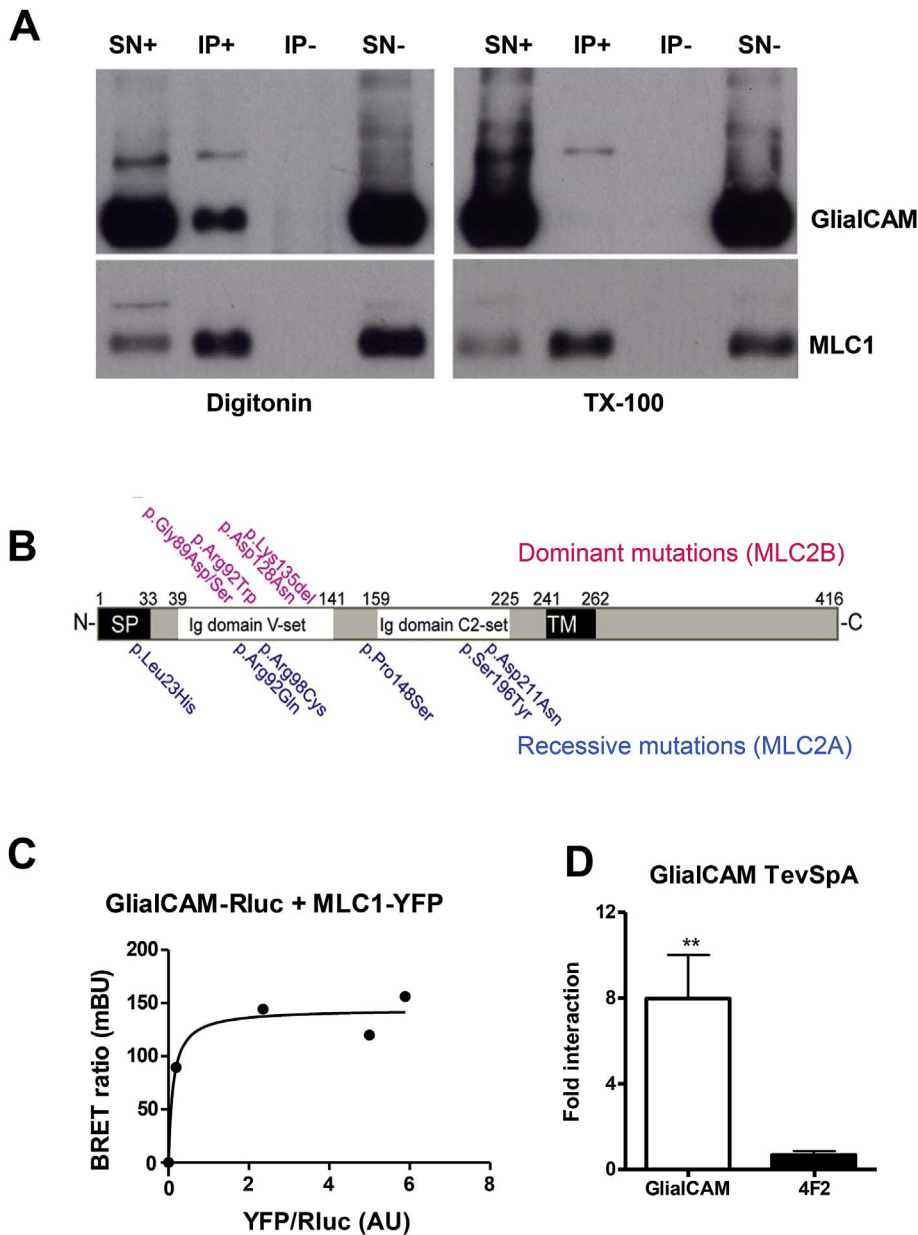 A
SN+ IP+ IP- SN- SN+ IP+ IP- SN-
GlialCAM
MLC1
Digitonin TX-100
B
p.Gly89Asp/Ser
p.Arg92Trp
p.Asp128Asn
p.Lys135del
Dominant mutations (MLC2B)
1 33 39 141 159 225 241 262 416
N- SP Ig domain V-set Ig domain C2-set TM -C
p.Leu23His
p.Arg92Gln
p.Arg98Cys
p.Pro148Ser
p.Ser196Tyr
p.Asp211Asn
Recessive mutations (MLC2A)
C
GlialCAM-Rluc + MLC1-YFP
BRET ratio (mBU)
200
150
100
50
0
0 2 4 6 8
YFP/Rluc (AU)
D
GlialCAM TevSpA
Fold interaction
12
8
4
0
**
GlialCAM 4F2